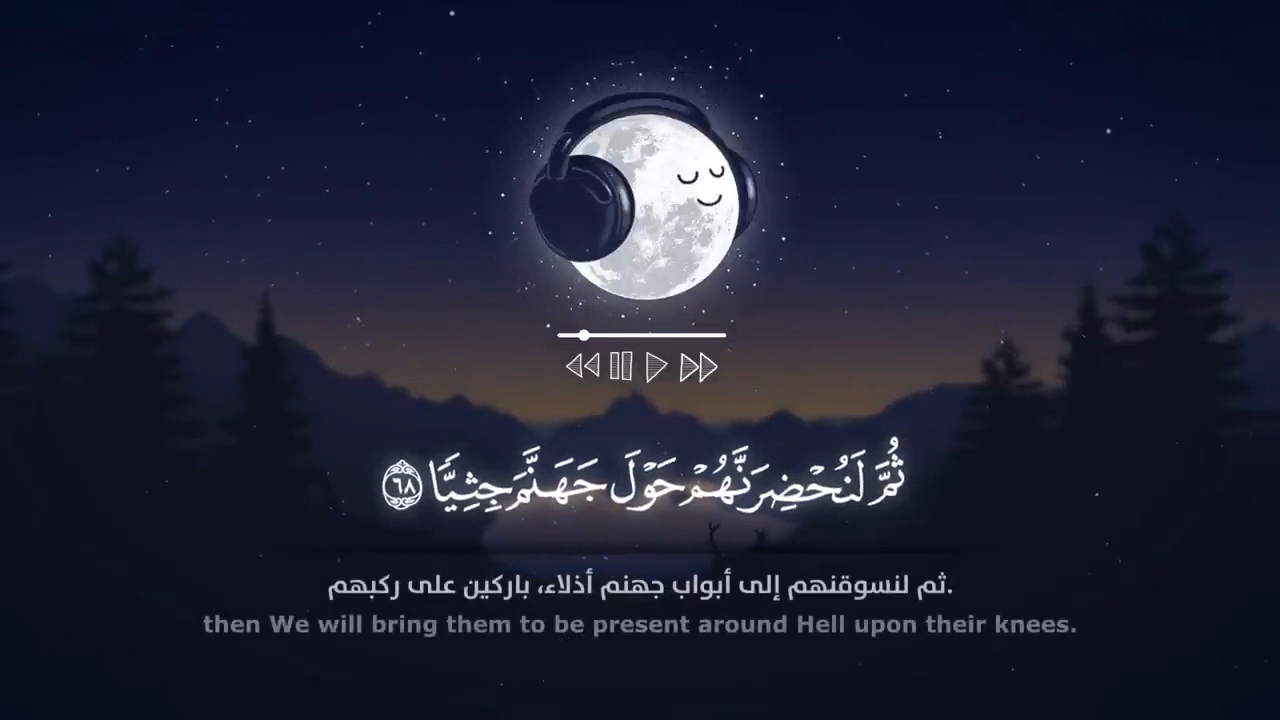 ثُمَّ لَنُحْضِرَنَّهُمْ حَوْلَ جَهَنَّمَ جِثِيًّا ٦٨
ثم لنسوقنهم إلى أبواب جهنم أذلاء، باركين على ركبهم.
then We will bring them to be present around Hell upon their knees.